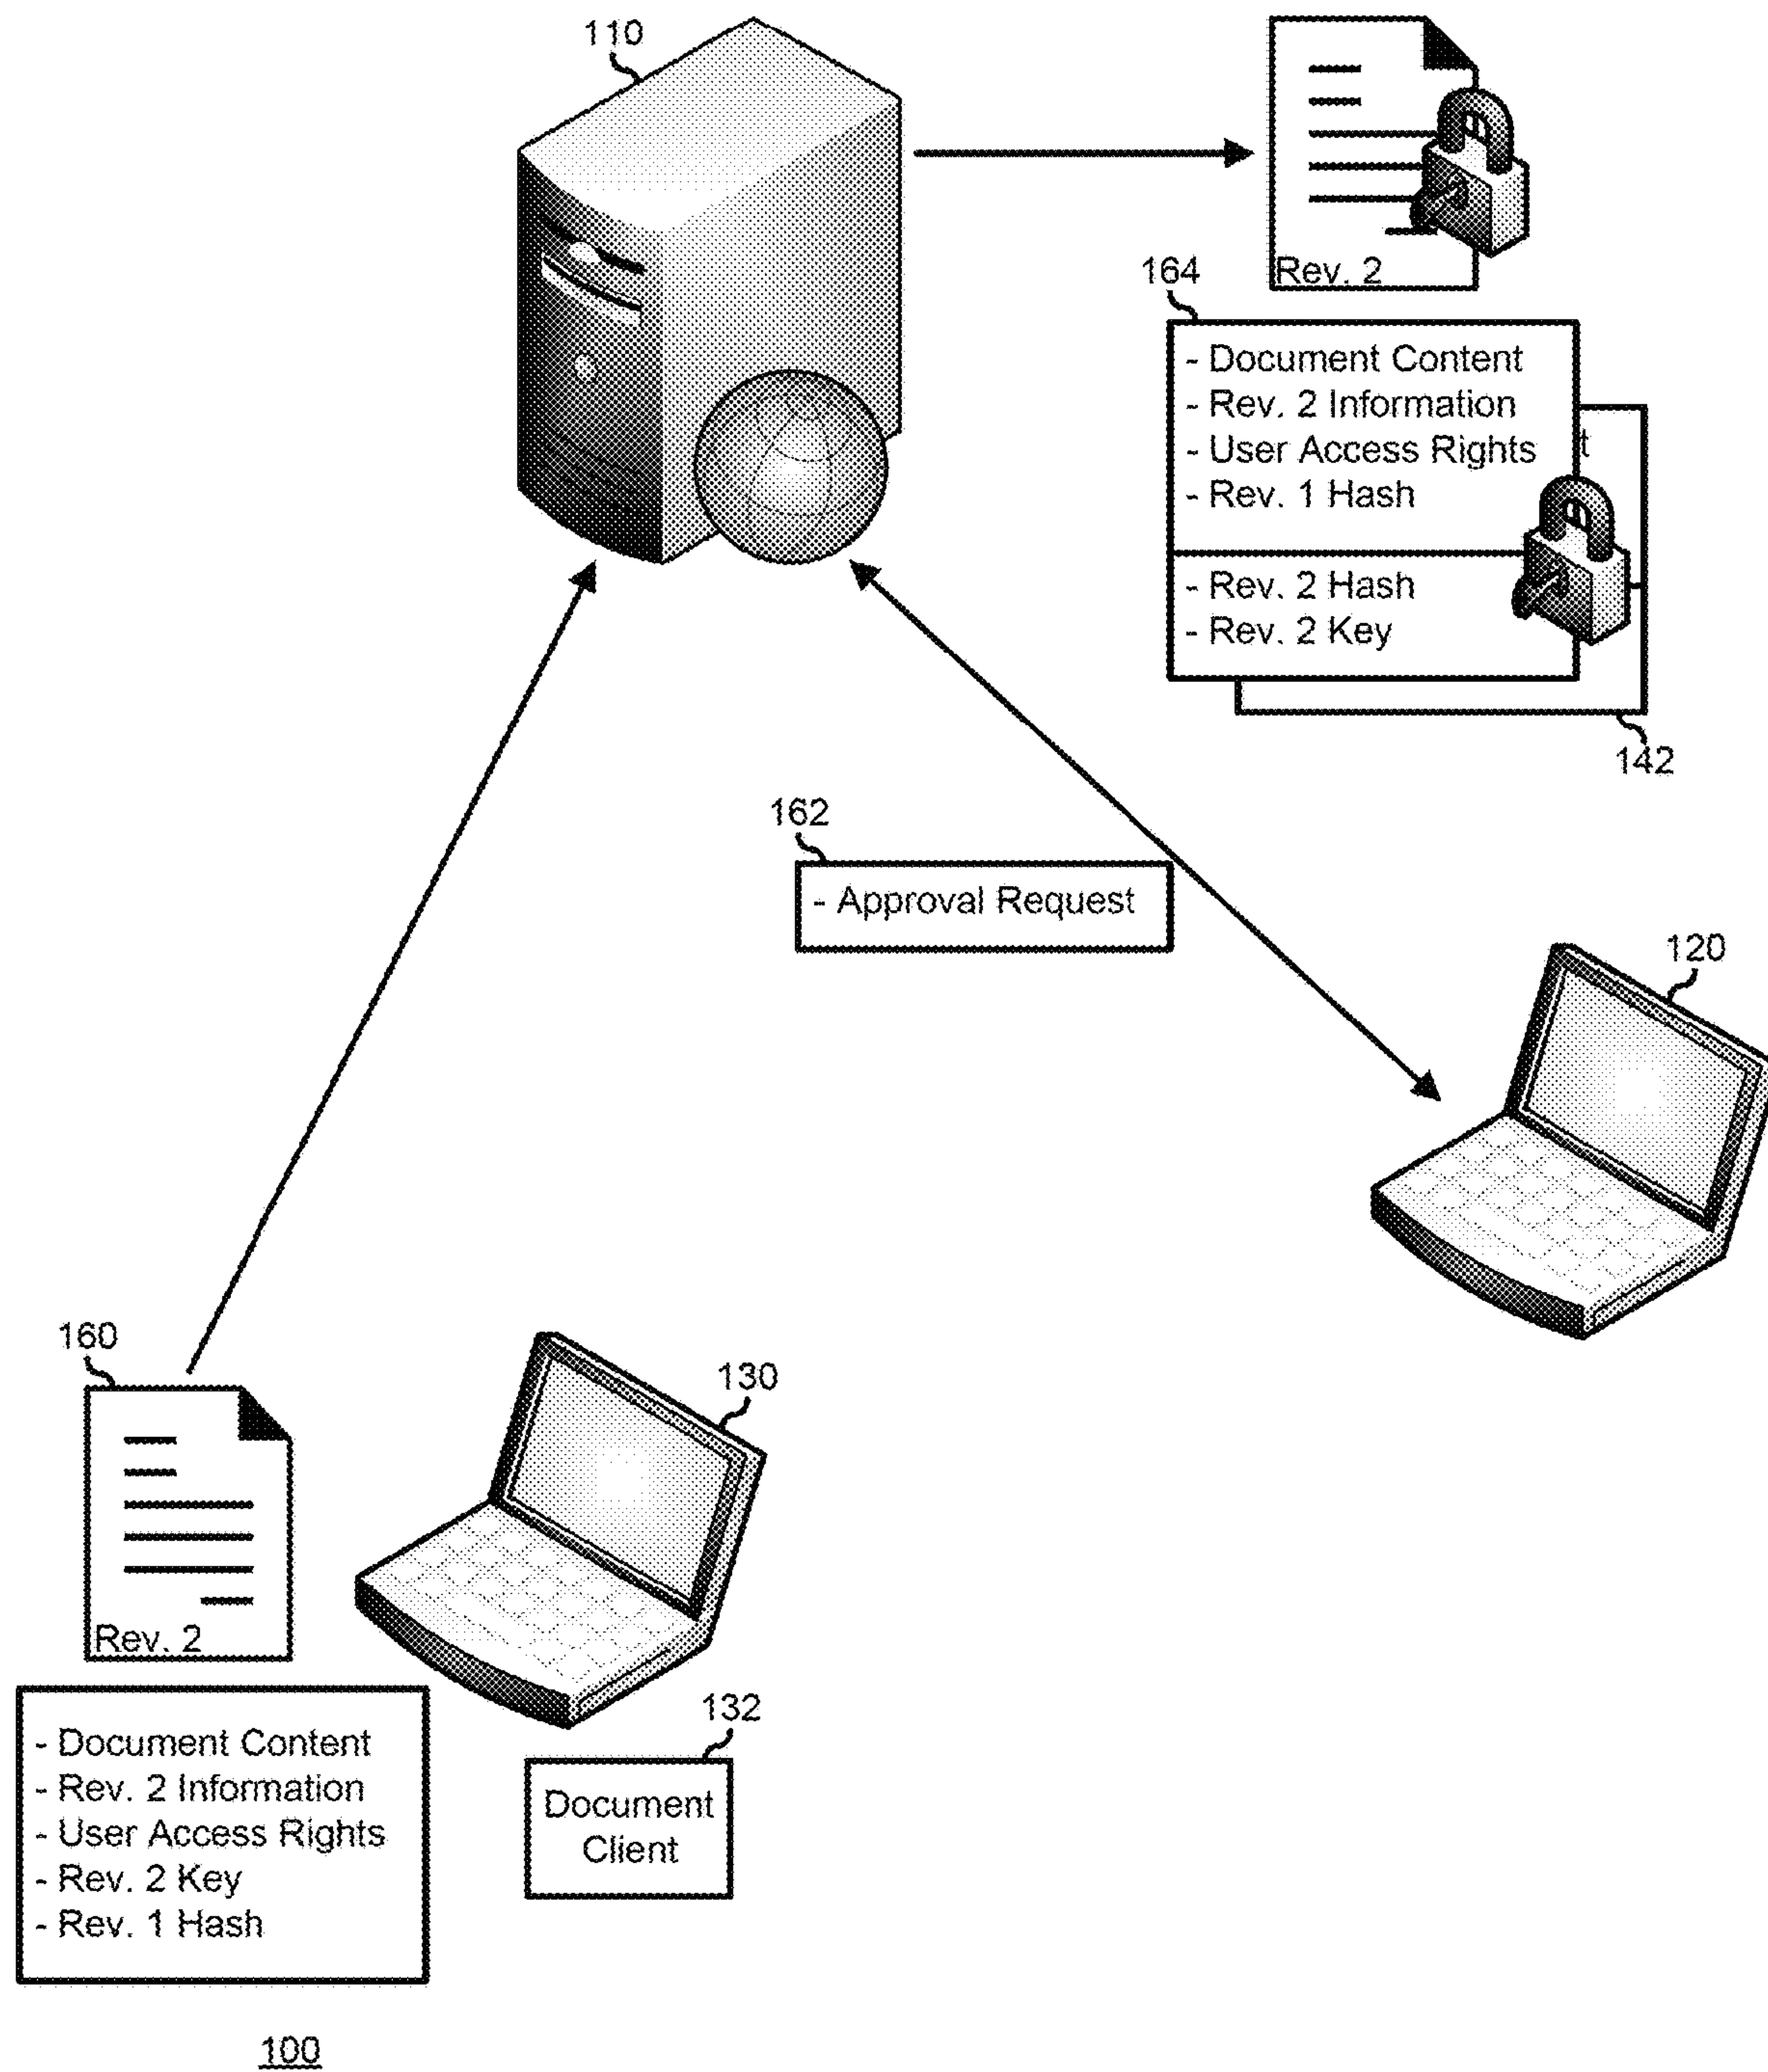 110
Rev. 2
164
- Document Content
- Rev. 2 Information
- User Access Rights
t
- Rev. 1 Hash
- Rev. 2 Hash
- Rev. 2 Key
142
162
- Approval Request
120
160
130
Rev. 2
132
- Document Content
- Rev. 2 Information
- User Access Rights
- Rev. 2 Key
- Rev. 1 Hash
Document
Client
100